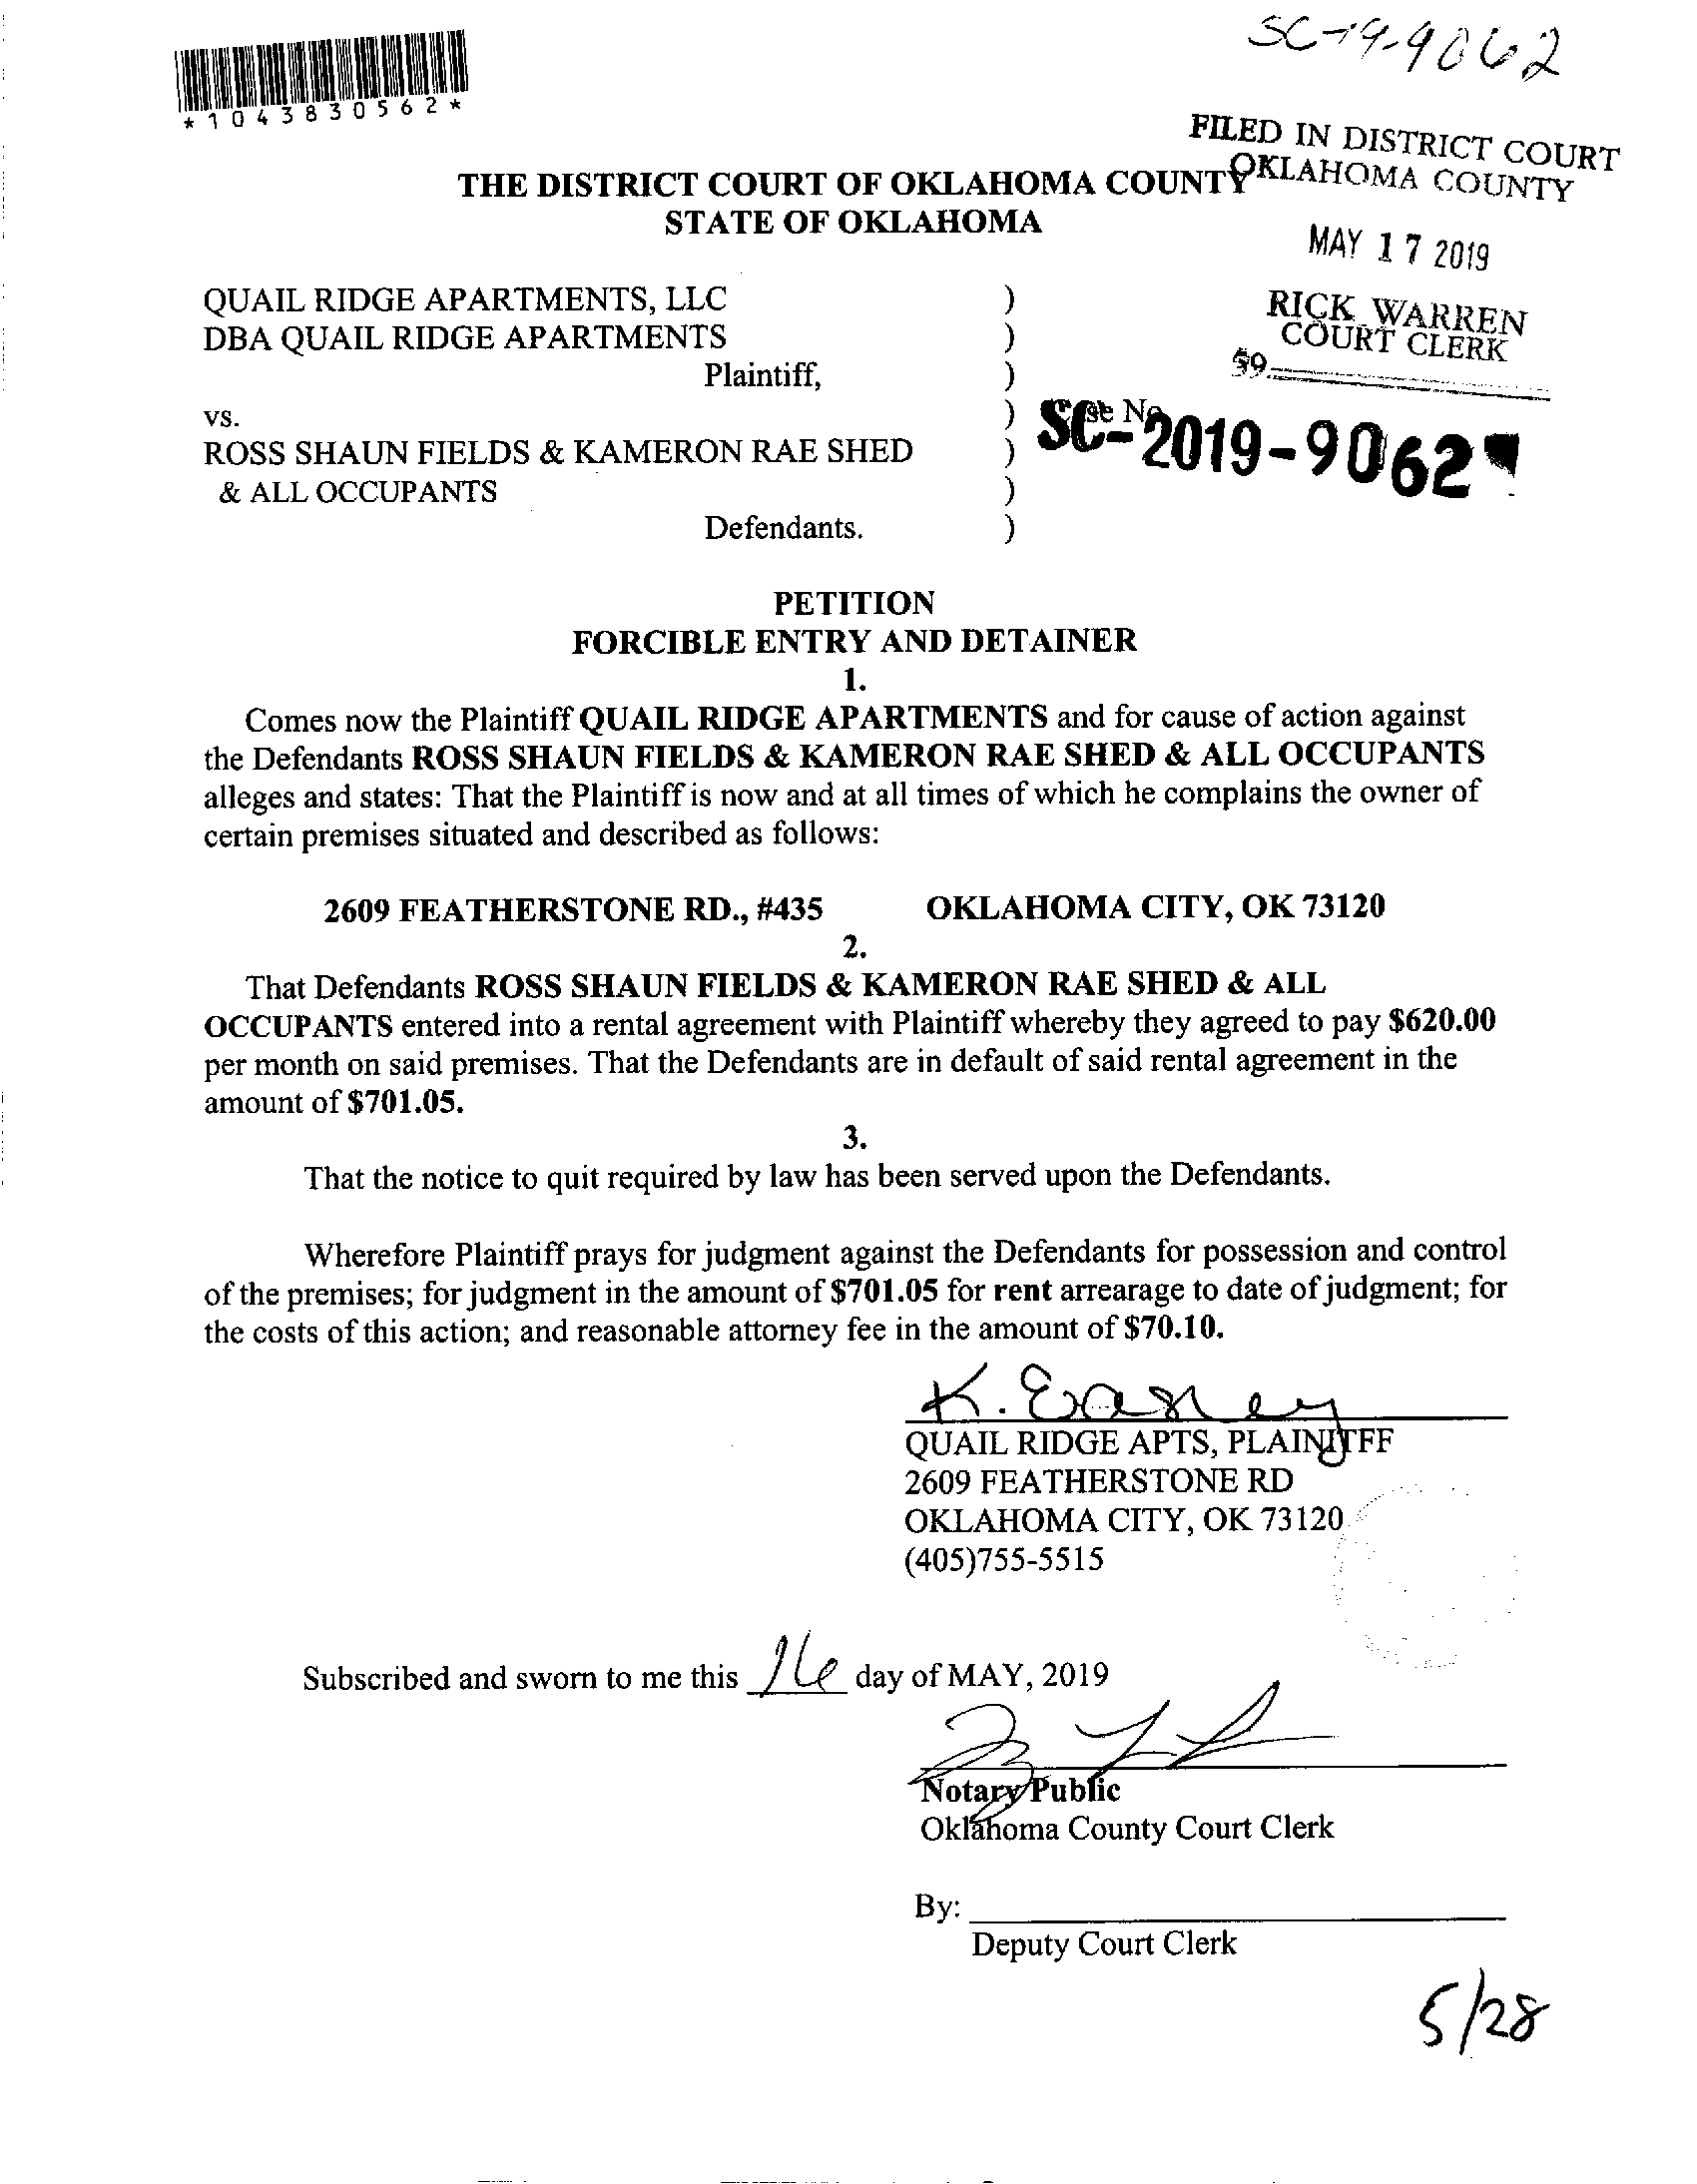 SC-19-9062
*1043830562*
FILED IN DISTRICT COURT
OKLAHOMA COUNTY
THE DISTRICT COURT OF OKLAHOMA COUNTY
STATE OF OKLAHOMA
MAY 17 2019
QUAIL RIDGE APARTMENTS, LLC )
DBA QUAIL RIDGE APARTMENTS )
Plaintiff, )
RICK WARREN
COURT CLERK
59
vs. )
Case No
SC-2019-9062
ROSS SHAUN FIELDS & KAMERON RAE SHED )
& ALL OCCUPANTS )
Defendants. )
PETITION
FORCIBLE ENTRY AND DETAINER
1.
Comes now the Plaintiff QUAIL RIDGE APARTMENTS and for cause of action against
the Defendants ROSS SHAUN FIELDS & KAMERON RAE SHED & ALL OCCUPANTS
alleges and states: That the Plaintiff is now and at all times of which he complains the owner of
certain premises situated and described as follows:
2609 FEATHERSTONE RD., #435 OKLAHOMA CITY, OK 73120
2.
That Defendants ROSS SHAUN FIELDS & KAMERON RAE SHED & ALL
OCCUPANTS entered into a rental agreement with Plaintiff whereby they agreed to pay $620.00
per month on said premises. That the Defendants are in default of said rental agreement in the
amount of $701.05.
3.
That the notice to quit required by law has been served upon the Defendants.
Wherefore Plaintiff prays for judgment against the Defendants for possession and control
of the premises; for judgment in the amount of $701.05 for rent arrearage to date of judgment; for
the costs of this action; and reasonable attorney fee in the amount of $70.10.
K.
QUAIL RIDGE APTS, PLAINITFF
2609 FEATHERSTONE RD
OKLAHOMA CITY, OK 73120
(405)755-5515
Subscribed and sworn to me this 16 day of MAY, 2019
Notary Public
Oklahoma County Court Clerk
By:
Deputy Court Clerk
5/28